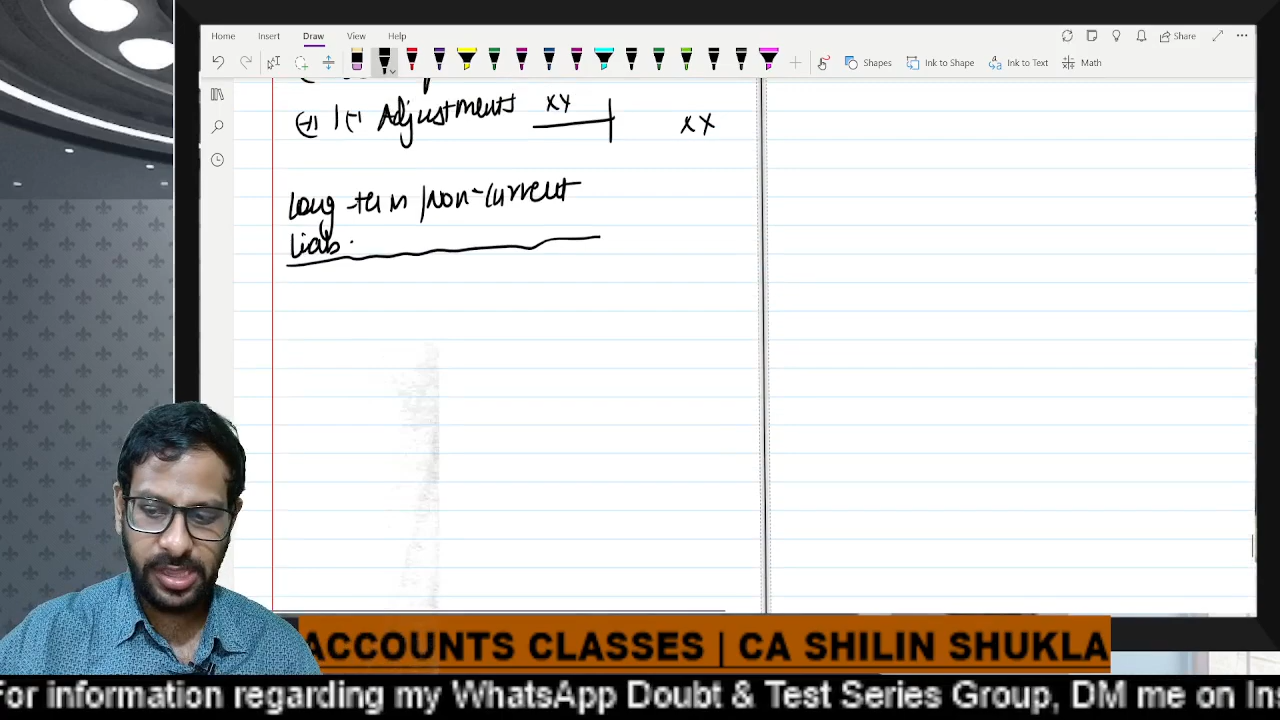 Home Insert Draw View Help Share
Shapes Ink to Shape Ink to Text Math
(+) | (-) Adjustments XX XX
Long-term/Non-current
Liab.
ACCOUNTS CLASSES | CA SHILIN SHUKLA
For information regarding my WhatsApp Doubt & Test Series Group, DM me on Ins